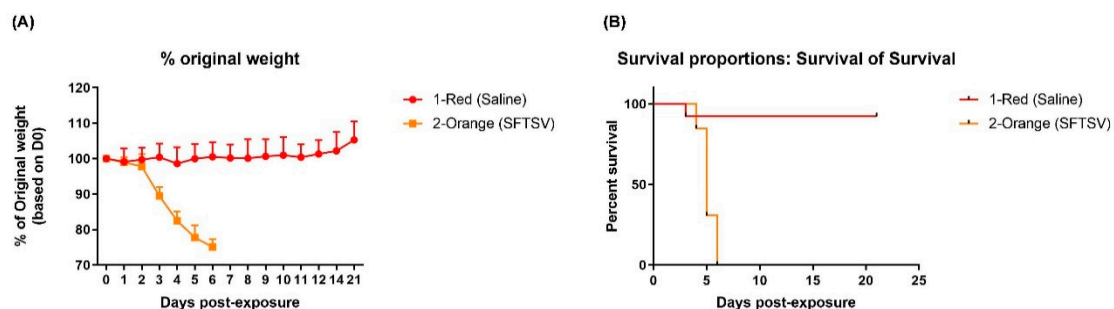 (A)
% original weight
% of Original weight
(based on D0)
120
110
100
90
80
70
0 1 2 3 4 5 6 7 8 9 10 11 12 14 21
Days post-exposure
1-Red (Saline)
2-Orange (SFTSV)
(B)
Survival proportions: Survival of Survival
Percent survival
100
50
0
0 5 10 15 20 25
Days post-exposure
1-Red (Saline)
2-Orange (SFTSV)